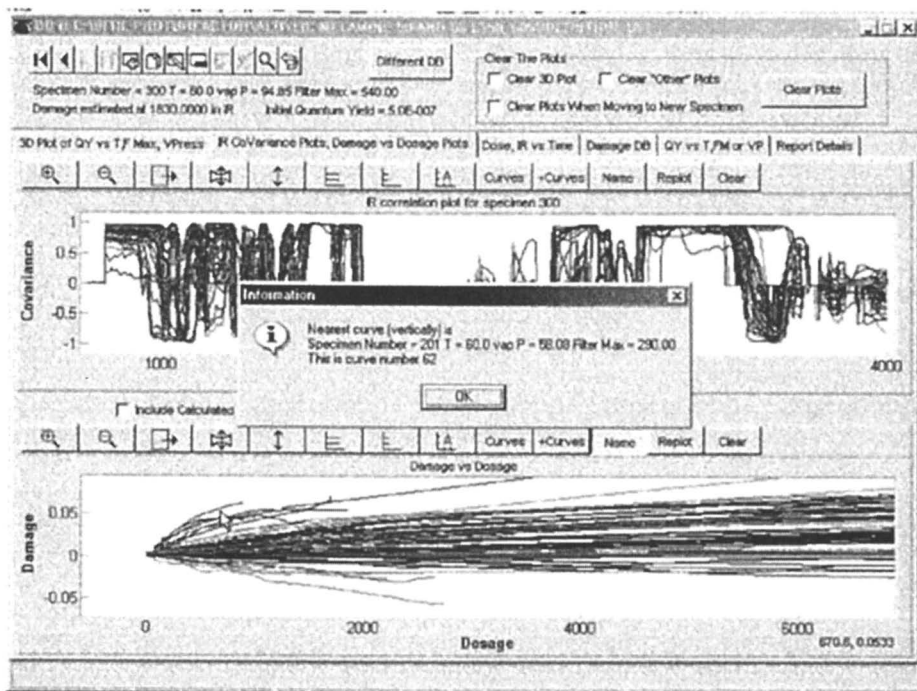 Different DB
Clear The Plots
Clear 3D Plot
Clear "Other" Plots
Clear Plots When Moving to New Specimen
Clear Plots
Specimen Number = 300 T = 60.0 vap P = 94.85 Filter Max = 540.00
Damage estimated at 1830.0000 in IR Initial Quantum Yield = 5.0E-007
3D Plot of QY vs T,F Max, VPress
IR CoVariance Plots, Damage vs Dosage Plots
Dose, IR vs Time
Damage DB
QY vs T,FM or VP
Report Details
Curves
+Curves
Name
Replot
Clear
IR correlation plot for specimen 300
Covariance
1
0.5
0
-0.5
-1
1000
4000
Information
Nearest curve (vertically) is
Specimen Number = 201 T = 60.0 vap P = 58.08 Filter Max = 290.00
This is curve number 62
OK
Include Calculated
Curves
+Curves
Name
Replot
Clear
Damage vs Dosage
Damage
0.05
0
-0.05
0
2000
4000
6000
Dosage
670.6, 0.0533